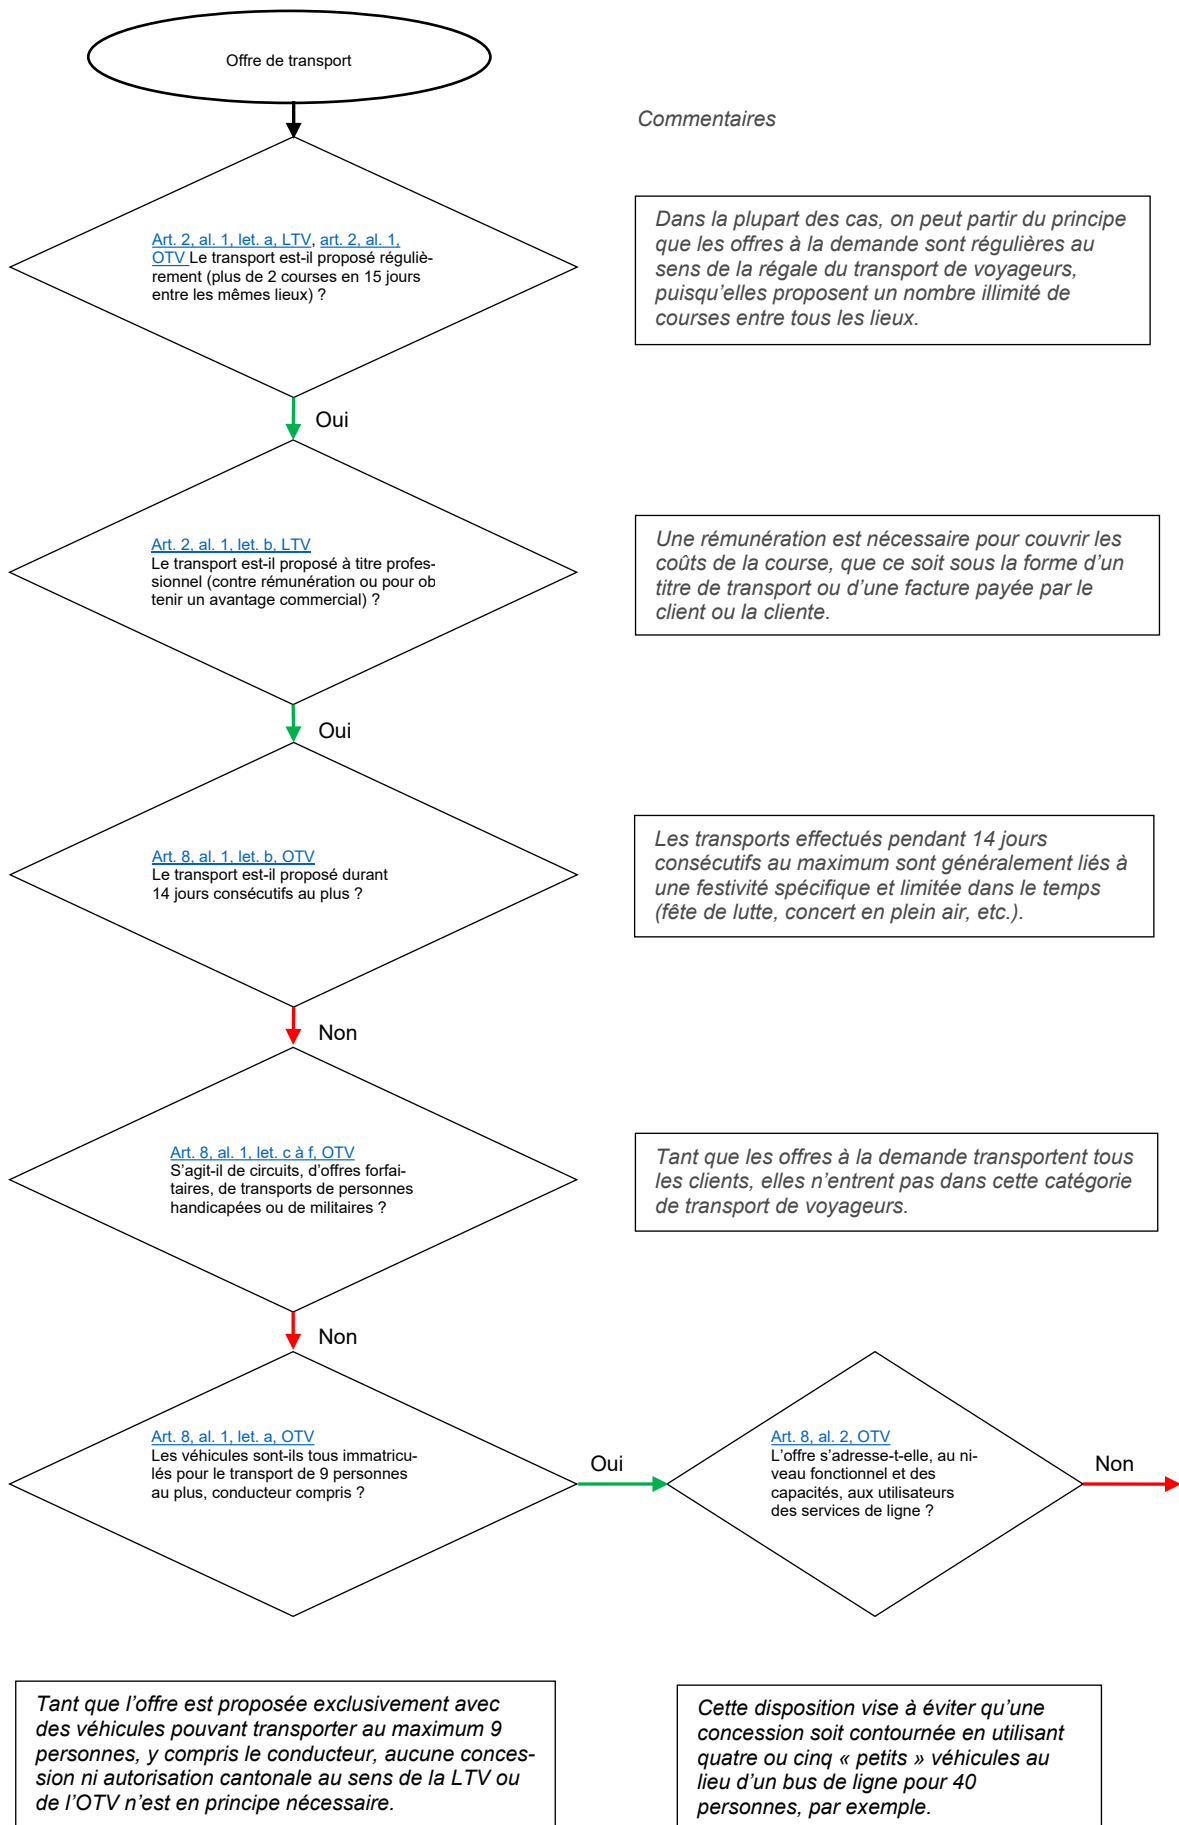 Offre de transport
Commentaires
Art. 2, al. 1, let. a, LTV, art. 2, al. 1,
OTV Le transport est-il proposé réguliè-
rement (plus de 2 courses en 15 jours
entre les mêmes lieux) ?
Dans la plupart des cas, on peut partir du principe
que les offres à la demande sont régulières au
sens de la régale du transport de voyageurs,
puisqu’elles proposent un nombre illimité de
courses entre tous les lieux.
Oui
Art. 2, al. 1, let. b, LTV
Le transport est-il proposé à titre profes-
sionnel (contre rémunération ou pour ob
tenir un avantage commercial) ?
Une rémunération est nécessaire pour couvrir les
coûts de la course, que ce soit sous la forme d’un
titre de transport ou d’une facture payée par le
client ou la cliente.
Oui
Art. 8, al. 1, let. b, OTV
Le transport est-il proposé durant
14 jours consécutifs au plus ?
Les transports effectués pendant 14 jours
consécutifs au maximum sont généralement liés à
une festivité spécifique et limitée dans le temps
(fête de lutte, concert en plein air, etc.).
Non
Art. 8, al. 1, let. c à f, OTV
S’agit-il de circuits, d’offres forfai-
taires, de transports de personnes
handicapées ou de militaires ?
Tant que les offres à la demande transportent tous
les clients, elles n’entrent pas dans cette catégorie
de transport de voyageurs.
Non
Art. 8, al. 1, let. a, OTV
Les véhicules sont-ils tous immatricu-
lés pour le transport de 9 personnes
au plus, conducteur compris ?
Oui
Art. 8, al. 2, OTV
L’offre s’adresse-t-elle, au ni-
veau fonctionnel et des
capacités, aux utilisateurs
des services de ligne ?
Non
Tant que l’offre est proposée exclusivement avec
des véhicules pouvant transporter au maximum 9
personnes, y compris le conducteur, aucune conces-
sion ni autorisation cantonale au sens de la LTV ou
de l’OTV n’est en principe nécessaire.
Cette disposition vise à éviter qu’une
concession soit contournée en utilisant
quatre ou cinq « petits » véhicules au
lieu d’un bus de ligne pour 40
personnes, par exemple.